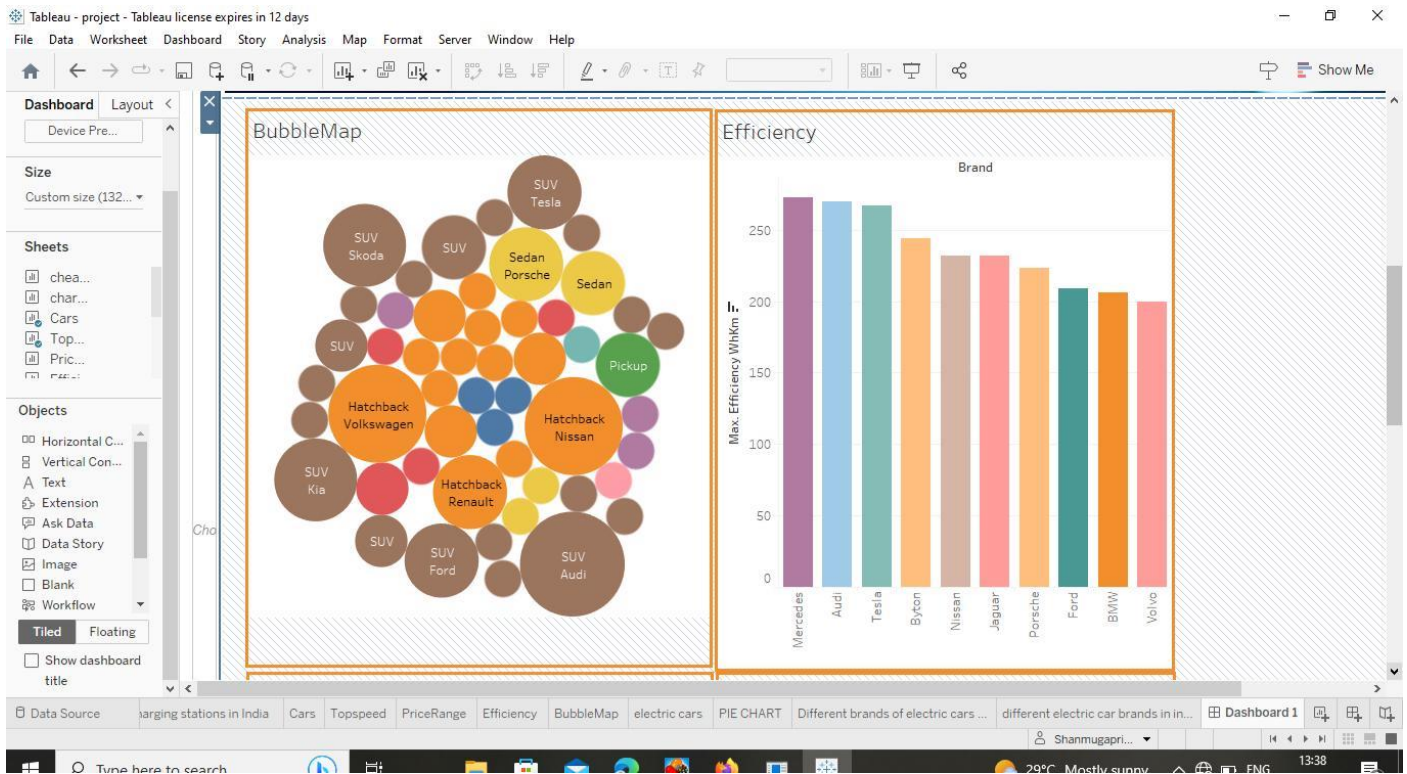 Tableau - project - Tableau license expires in 12 days
File Data Worksheet Dashboard Story Analysis Map Format Server Window Help
Show Me
Dashboard Layout
Device Pre...
Size
Custom size (132...
Sheets
chea...
char...
Cars
Top...
Pric...
Objects
Horizontal C...
Vertical Con...
Text
Extension
Ask Data
Data Story
Image
Blank
Workflow
Tiled Floating
Show dashboard
title
Cho
BubbleMap
SUV
Tesla
SUV
Skoda
SUV
Sedan
Porsche
Sedan
SUV
Pickup
Hatchback
Volkswagen
Hatchback
Nissan
SUV
Kia
Hatchback
Renault
SUV
SUV
Ford
SUV
Audi
Efficiency
Brand
Max. Efficiency WhKm
250
200
150
100
50
0
Mercedes
Audi
Tesla
Byton
Nissan
Jaguar
Porsche
Ford
BMW
Volvo
Data Source arging stations in India Cars Topspeed PriceRange Efficiency BubbleMap electric cars PIE CHART Different brands of electric cars ... different electric car brands in in... Dashboard 1
Shanmugapri...
Type here to search
29°C Mostly sunny ENG 13:38